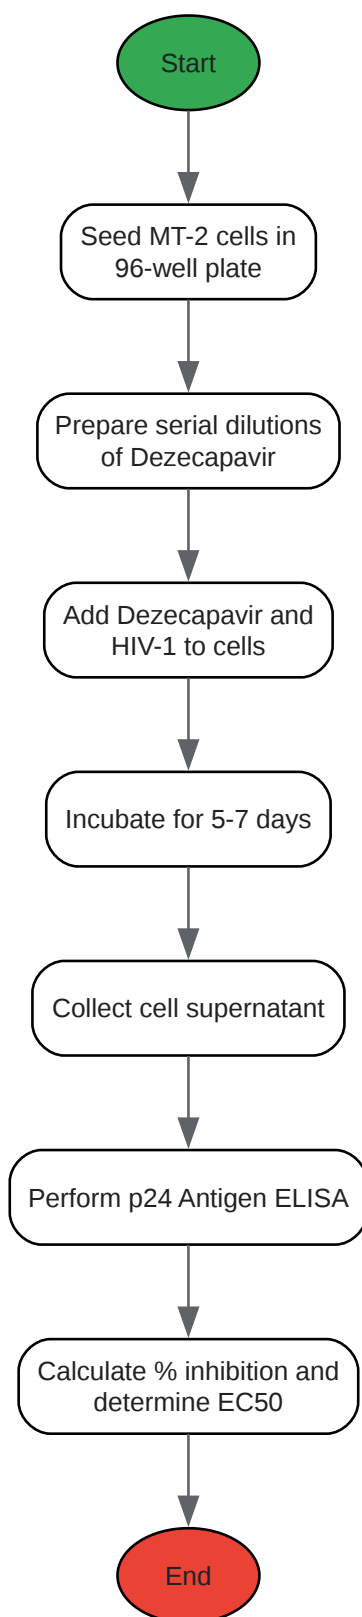 Start
Seed MT-2 cells in
96-well plate
Prepare serial dilutions
of Dezecapavir
Add Dezecapavir and
HIV-1 to cells
Incubate for 5-7 days
Collect cell supernatant
Perform p24 Antigen ELISA
Calculate % inhibition and
determine EC50
End